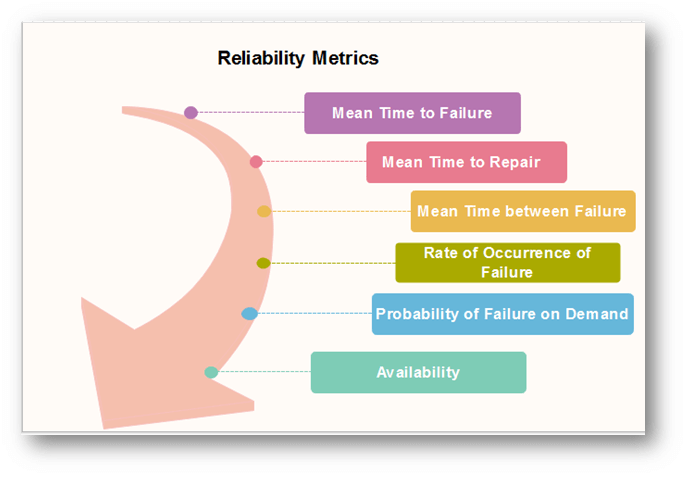 Reliability Metrics
Mean Time to Failure
Mean Time to Repair
Mean Time between Failure
Rate of Occurrence of
Failure
Probability of Failure on Demand
Availability